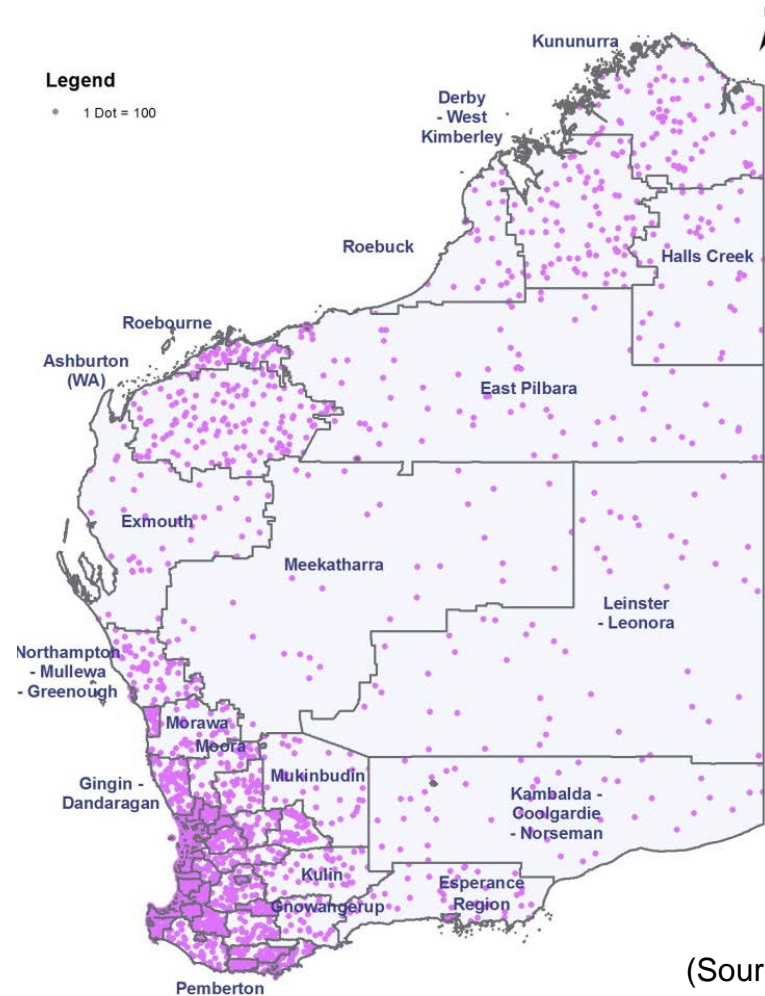 Kununurra
Legend
1 Dot = 100
Derby
- West
Kimberley
Roebuck
Halls Creek
Roebourne
Ashburton
(WA)
East Pilbara
Exmouth
Meekatharra
Leinster
- Leonora
Northampton
- Mullewa
- Greenough
Morawa
Moora
Mukinbudin
Gingin -
Dandaragan
Kambalda -
Coolgardie
- Norseman
Kulin
Esperance
Region
Gnowangerup
(Sour
Pemberton